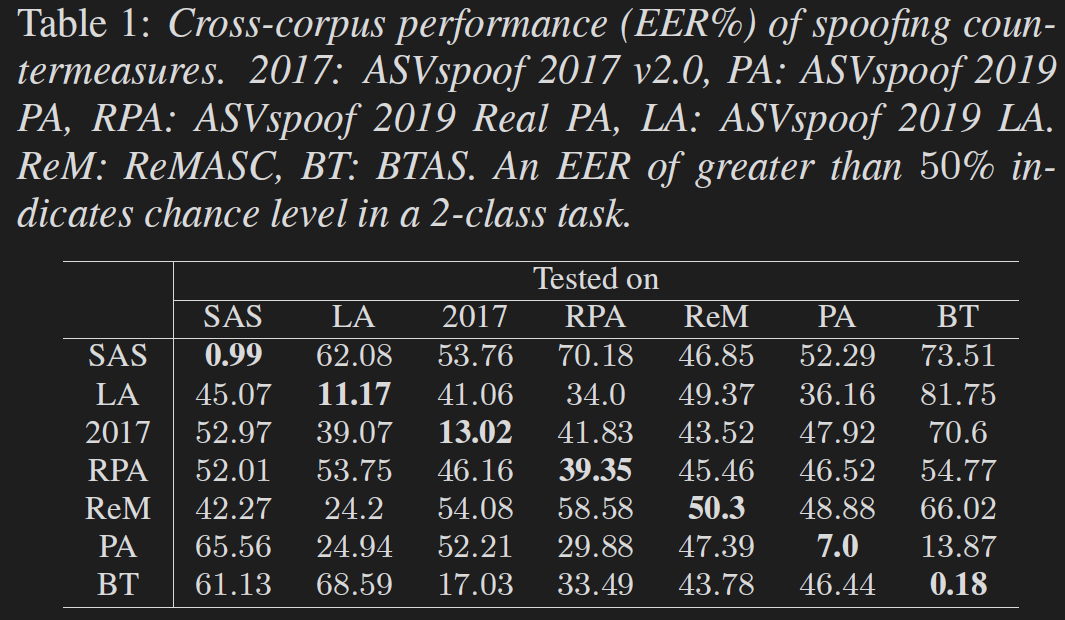 Table 1: Cross-corpus performance (EER%) of spoofing coun-
termeasures. 2017: ASVspoof 2017 v2.0, PA: ASVspoof 2019
PA, RPA: ASVspoof 2019 Real PA, LA: ASVspoof 2019 LA.
ReM: ReMASC, BT: BTAS. An EER of greater than 50% in-
dicates chance level in a 2-class task.
Tested on
SAS LA 2017 RPA ReM PA BT
SAS 0.99 62.08 53.76 70.18 46.85 52.29 73.51
LA 45.07 11.17 41.06 34.0 49.37 36.16 81.75
2017 52.97 39.07 13.02 41.83 43.52 47.92 70.6
RPA 52.01 53.75 46.16 39.35 45.46 46.52 54.77
ReM 42.27 24.2 54.08 58.58 50.3 48.88 66.02
PA 65.56 24.94 52.21 29.88 47.39 7.0 13.87
BT 61.13 68.59 17.03 33.49 43.78 46.44 0.18